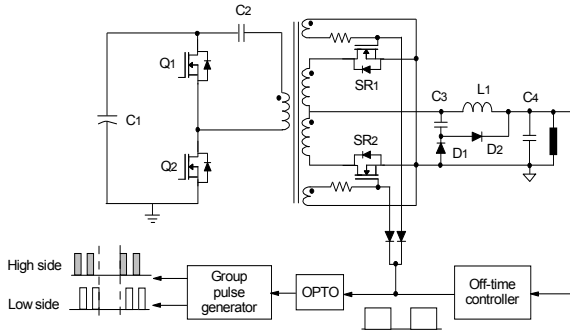 C2
Q1
SR1
C1
C3
L1
C4
Q2
SR2
D1
D2
High side
Low side
Group
pulse
generator
OPTO
Off-time
controller